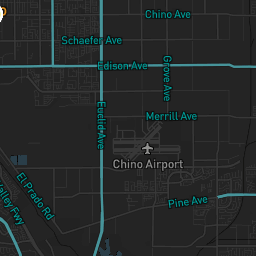 Chino Ave
Schaefer Ave
Edison Ave
Grove Ave
Euclid Ave
Merrill Ave
Chino Airport
El Prado Rd
Valley Fwy
Pine Ave